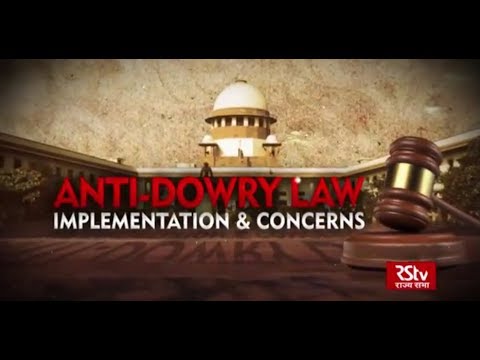 ANTI-DOWRY LAW
IMPLEMENTATION & CONCERNS
RStv
राज्य सभा